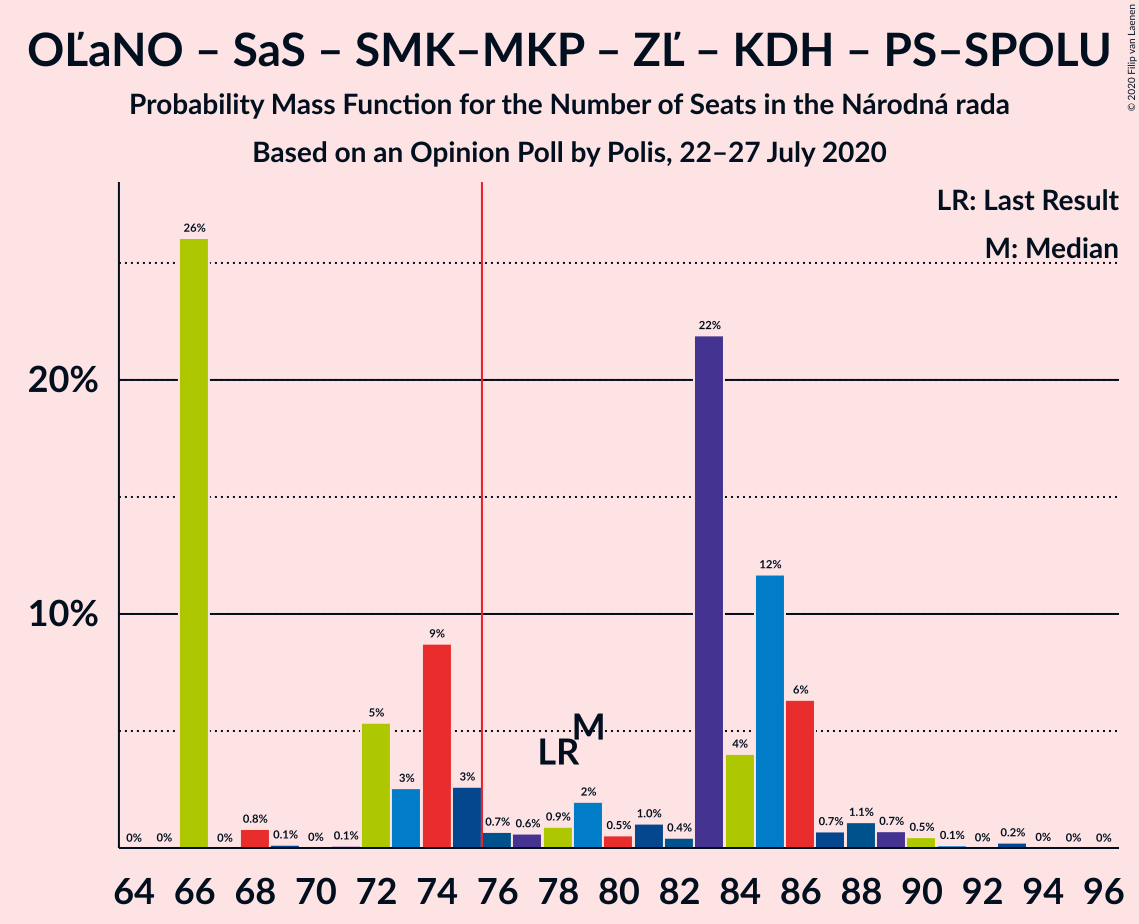 OĽaNO – SaS – SMK–MKP – ZĽ – KDH – PS–SPOLU
Probability Mass Function for the Number of Seats in the Národná rada
Based on an Opinion Poll by Polis, 22–27 July 2020
© 2020 Filip van Laenen
LR: Last Result
M: Median
20%
10%
0% 0% 26% 0% 0.8% 0.1% 0% 0.1% 5% 3% 9% 3% 0.7% 0.6% 0.9% 2% 0.5% 1.0% 0.4% 22% 4% 12% 6% 0.7% 1.1% 0.7% 0.5% 0.1% 0% 0.2% 0% 0% 0%
M
LR
64 66 68 70 72 74 76 78 80 82 84 86 88 90 92 94 96